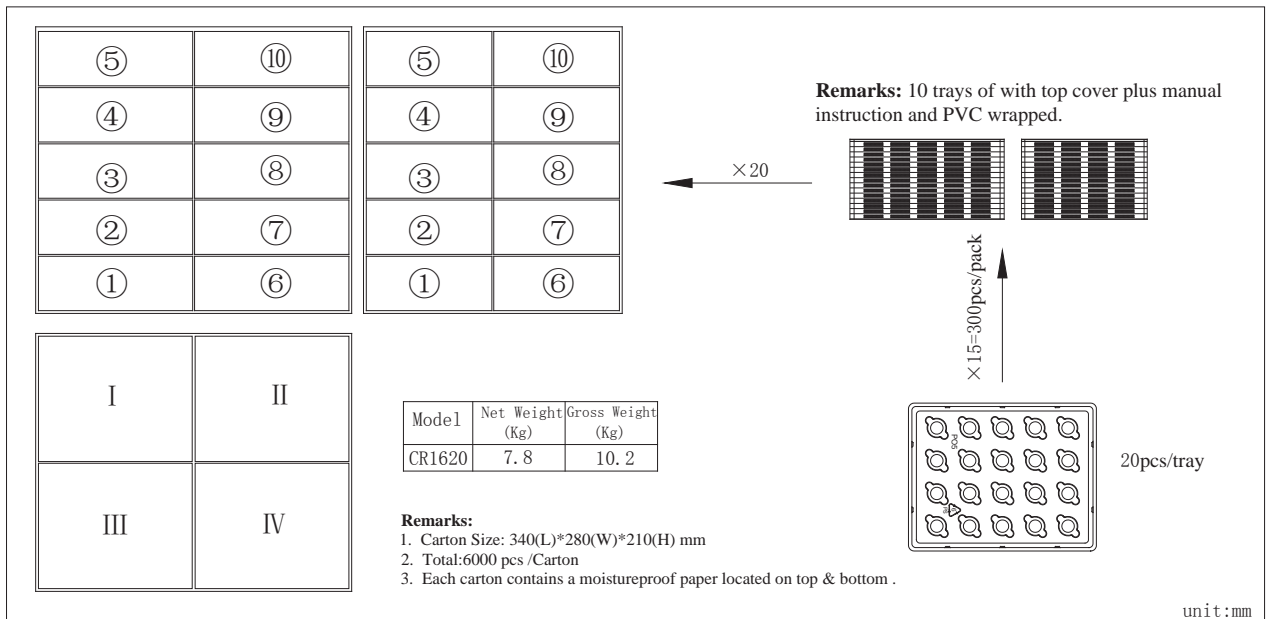 ⑤ ⑩ ⑤ ⑩
④ ⑨ ④ ⑨
③ ⑧ ③ ⑧
② ⑦ ② ⑦
① ⑥ ① ⑥
Remarks: 10 trays of with top cover plus manual
instruction and PVC wrapped.
×20
×15=300pcs/pack
20pcs/tray
Ⅰ Ⅱ
Ⅲ Ⅳ
Model Net Weight (Kg) Gross Weight (Kg)
CR1620 7.8 10.2
Remarks:
1. Carton Size: 340(L)*280(W)*210(H) mm
2. Total:6000 pcs /Carton
3. Each carton contains a moistureproof paper located on top & bottom .
unit:mm